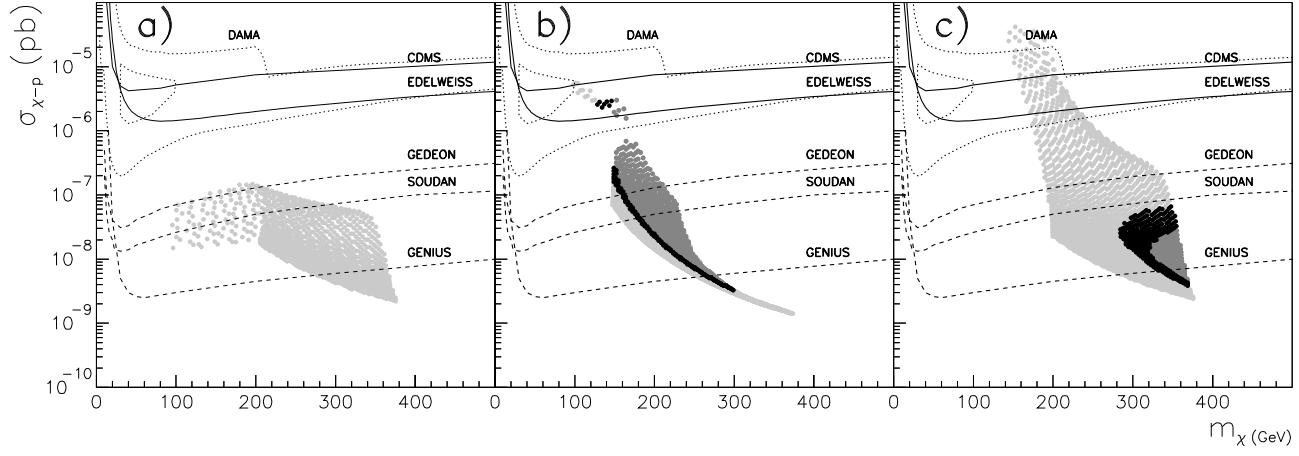 a) b) c)
DAMA DAMA DAMA
CDMS CDMS CDMS
EDELWEISS EDELWEISS EDELWEISS
GEDEON GEDEON GEDEON
SOUDAN SOUDAN SOUDAN
GENIUS GENIUS GENIUS
σχ−p (pb)
10−5
10−6
10−7
10−8
10−9
10−10
0 100 200 300 400 0 100 200 300 400 0 100 200 300 400
mχ (GeV)